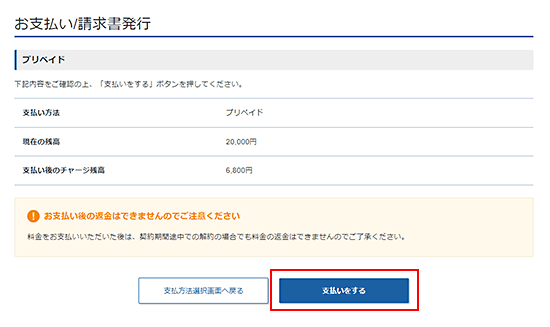 お支払い/請求書発行
プリペイド
下記内容をご確認の上、「支払いをする」ボタンを押してください。
支払い方法 プリペイド
現在の残高 20,000円
支払い後のチャージ残高 6,800円
お支払い後の返金はできませんのでご注意ください
料金をお支払いいただいた後は、契約期間途中での解約の場合でも料金の返金はできませんのでご了承ください。
支払方法選択画面へ戻る 支払いをする